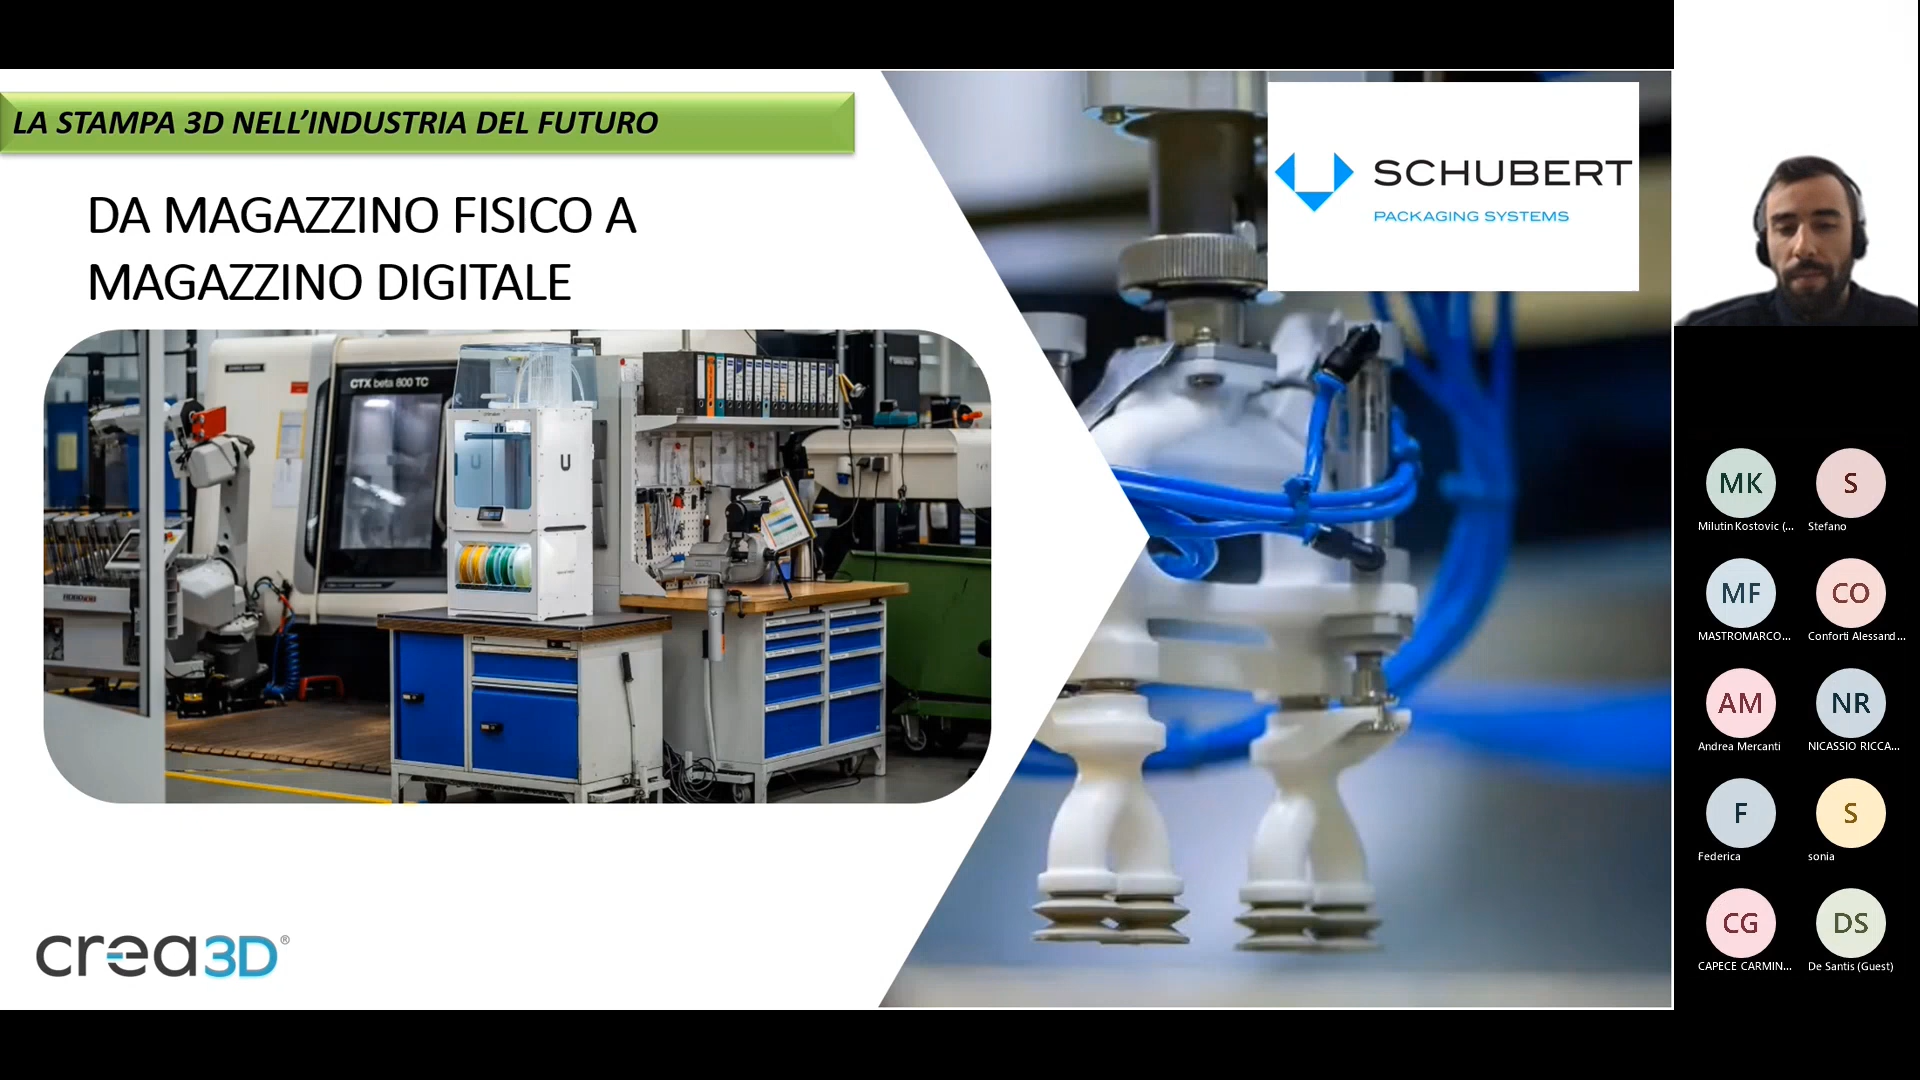 LA STAMPA 3D NELL’INDUSTRIA DEL FUTURO
DA MAGAZZINO FISICO A
MAGAZZINO DIGITALE
SCHUBERT
PACKAGING SYSTEMS
CTX beta 800 TC
U
U
crea3D®
MK
Milutin Kostovic (...
S
Stefano
MF
MASTROMARCO...
CO
Conforti Alessand...
AM
Andrea Mercanti
NR
NICASSIO RICCA...
F
Federica
S
sonia
CG
CAPECE CARMIN...
DS
De Santis (Guest)